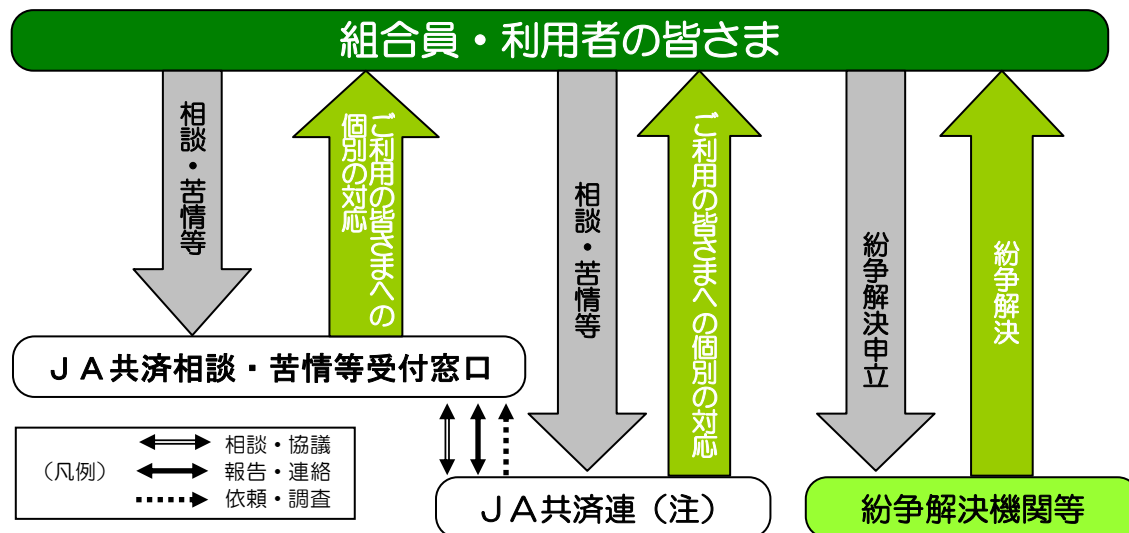 組合員・利用者の皆さま
相談・苦情等
ご利用の皆さまへの
個別の対応
相談・苦情等
ご利用の皆さまへの個別の対応
紛争解決申立
紛争解決
JA共済相談・苦情等受付窓口
(凡例)
相談・協議
報告・連絡
依頼・調査
JA共済連(注)
紛争解決機関等